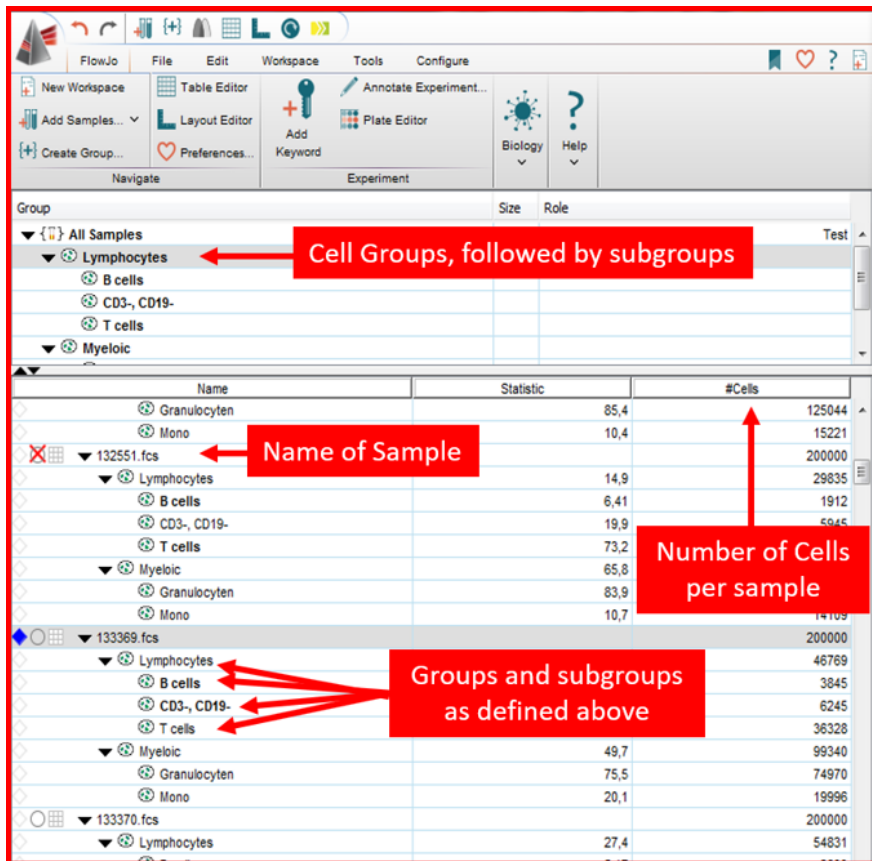 FlowJo File Edit Workspace Tools Configure
New Workspace Table Editor Annotate Experiment...
Add Samples... Layout Editor Plate Editor
Add
Keyword
Create Group... Preferences...
Biology Help
Navigate Experiment
Group Size Role
All Samples Test
Lymphocytes
Cell Groups, followed by subgroups
B cells
CD3-, CD19-
T cells
Myeloic
Name Statistic #Cells
Granulocyten 85,4 125044
Mono 10,4 15221
132551.fcs 200000
Name of Sample
Lymphocytes 14,9 29835
B cells 6,41 1912
CD3-, CD19- 19,9 5945
T cells 73,2
Number of Cells
per sample
Myeloic 65,8
Granulocyten 83,9
Mono 10,7 14109
133369.fcs 200000
Lymphocytes 46769
B cells 3845
CD3-, CD19- 6245
T cells 36328
Groups and subgroups
as defined above
Myeloic 49,7 99340
Granulocyten 75,5 74970
Mono 20,1 19996
133370.fcs 200000
Lymphocytes 27,4 54831